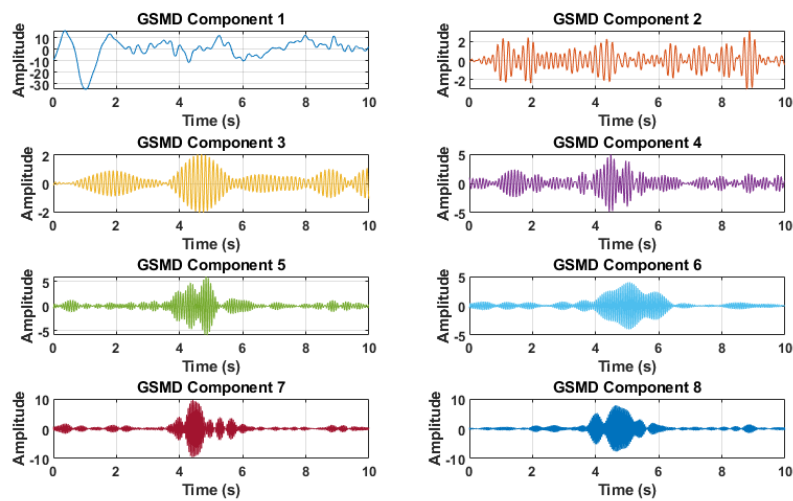 GSMD Component 1
Amplitude
10
0
-10
-20
-30
0 2 4 6 8 10
Time (s)
GSMD Component 2
Amplitude
2
0
-2
0 2 4 6 8 10
Time (s)
GSMD Component 3
Amplitude
2
0
-2
0 2 4 6 8 10
Time (s)
GSMD Component 4
Amplitude
5
0
-5
0 2 4 6 8 10
Time (s)
GSMD Component 5
Amplitude
5
0
-5
0 2 4 6 8 10
Time (s)
GSMD Component 6
Amplitude
5
0
-5
0 2 4 6 8 10
Time (s)
GSMD Component 7
Amplitude
10
0
-10
0 2 4 6 8 10
Time (s)
GSMD Component 8
Amplitude
10
0
-10
0 2 4 6 8 10
Time (s)